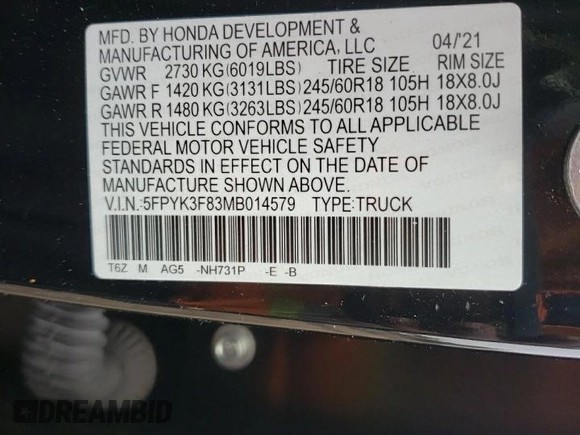 MFD. BY HONDA DEVELOPMENT &
MANUFACTURING OF AMERICA, LLC 04/'21
GVWR 2730 KG(6019LBS) TIRE SIZE RIM SIZE
GAWR F 1420 KG(3131LBS)245/60R18 105H 18X8.0J
GAWR R 1480 KG(3263LBS)245/60R18 105H 18X8.0J
THIS VEHICLE CONFORMS TO ALL APPLICABLE
FEDERAL MOTOR VEHICLE SAFETY
STANDARDS IN EFFECT ON THE DATE OF
MANUFACTURE SHOWN ABOVE.
V.I.N:5FPYK3F83MB014579 TYPE:TRUCK
T6Z M AG5 -NH731P -E -B
DREAMBID